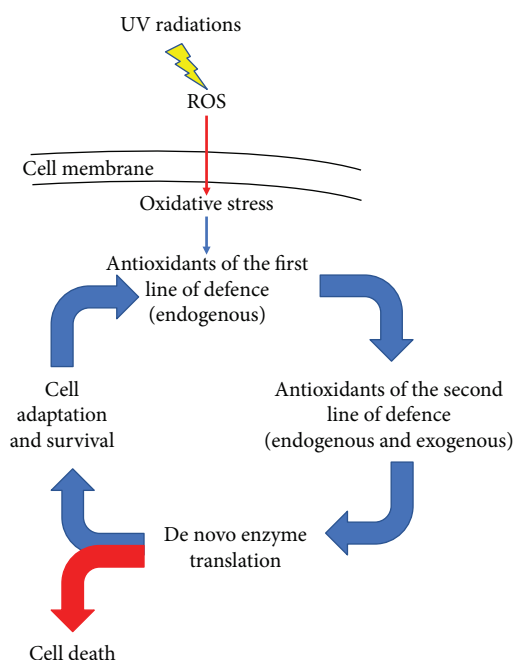 UV radiations
ROS
Cell membrane
Oxidative stress
Antioxidants of the first
line of defence
(endogenous)
Cell
adaptation
and survival
Antioxidants of the second
line of defence
(endogenous and exogenous)
De novo enzyme
translation
Cell death